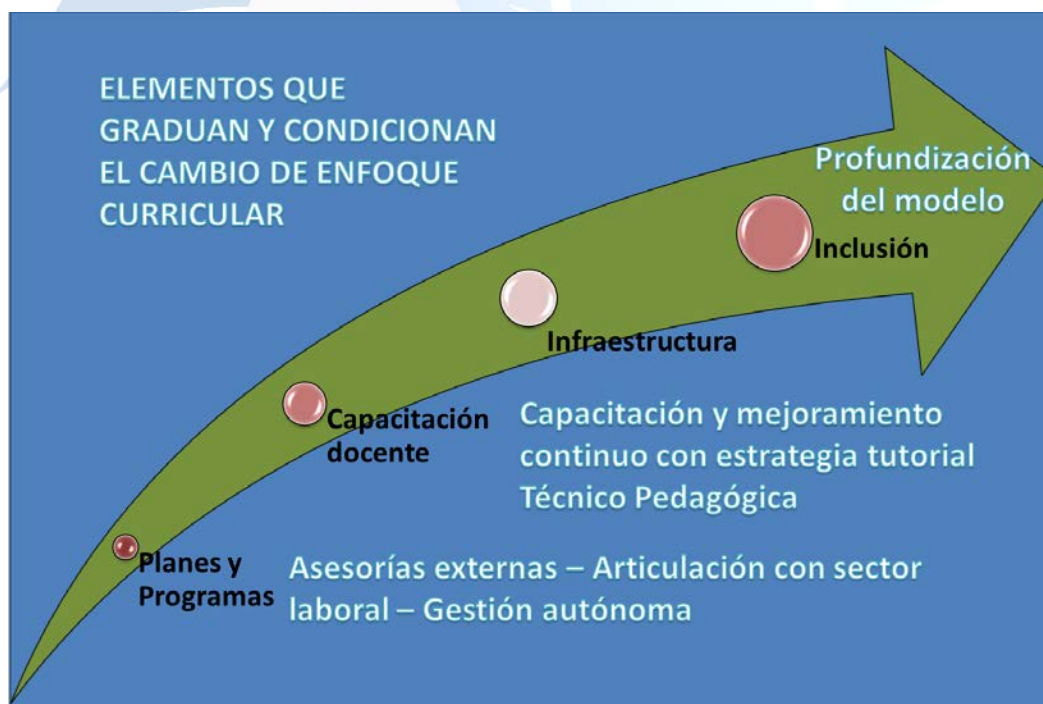 ELEMENTOS QUE
GRADUAN Y CONDICIONAN
EL CAMBIO DE ENFOQUE
CURRICULAR
Profundización
del modelo
Inclusión
Infraestructura
Capacitación
docente
Capacitación y mejoramiento
continuo con estrategia tutorial
Técnico Pedagógica
Planes y
Programas
Asesorías externas – Articulación con sector
laboral – Gestión autónoma